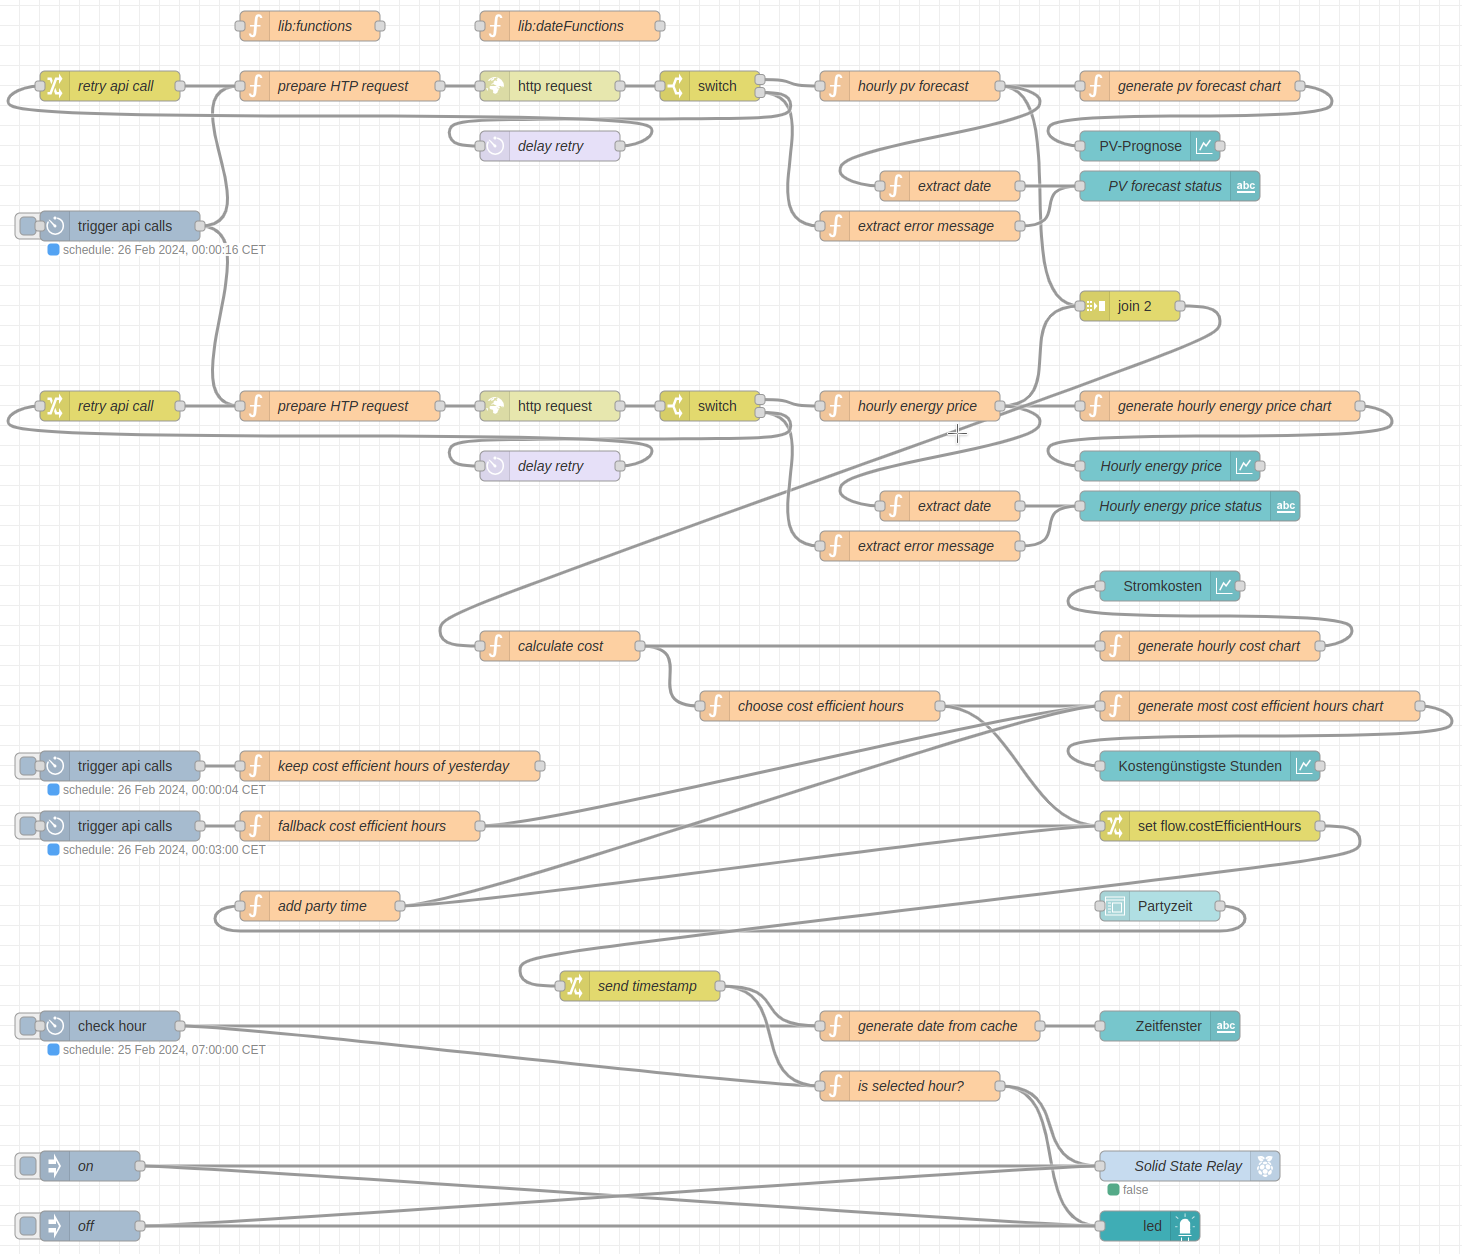 lib:functions
lib:dateFunctions
retry api call
prepare HTP request
http request
switch
hourly pv forecast
generate pv forecast chart
delay retry
PV-Prognose
extract date
PV forecast status
abc
trigger api calls
extract error message
schedule: 26 Feb 2024, 00:00:16 CET
join 2
retry api call
prepare HTP request
http request
switch
hourly energy price
generate hourly energy price chart
delay retry
Hourly energy price
extract date
Hourly energy price status
abc
extract error message
Stromkosten
calculate cost
generate hourly cost chart
choose cost efficient hours
generate most cost efficient hours chart
trigger api calls
keep cost efficient hours of yesterday
Kostengünstigste Stunden
schedule: 26 Feb 2024, 00:00:04 CET
trigger api calls
fallback cost efficient hours
set flow.costEfficientHours
schedule: 26 Feb 2024, 00:03:00 CET
add party time
Partyzeit
send timestamp
check hour
generate date from cache
Zeitfenster
abc
schedule: 25 Feb 2024, 07:00:00 CET
is selected hour?
on
Solid State Relay
false
off
led